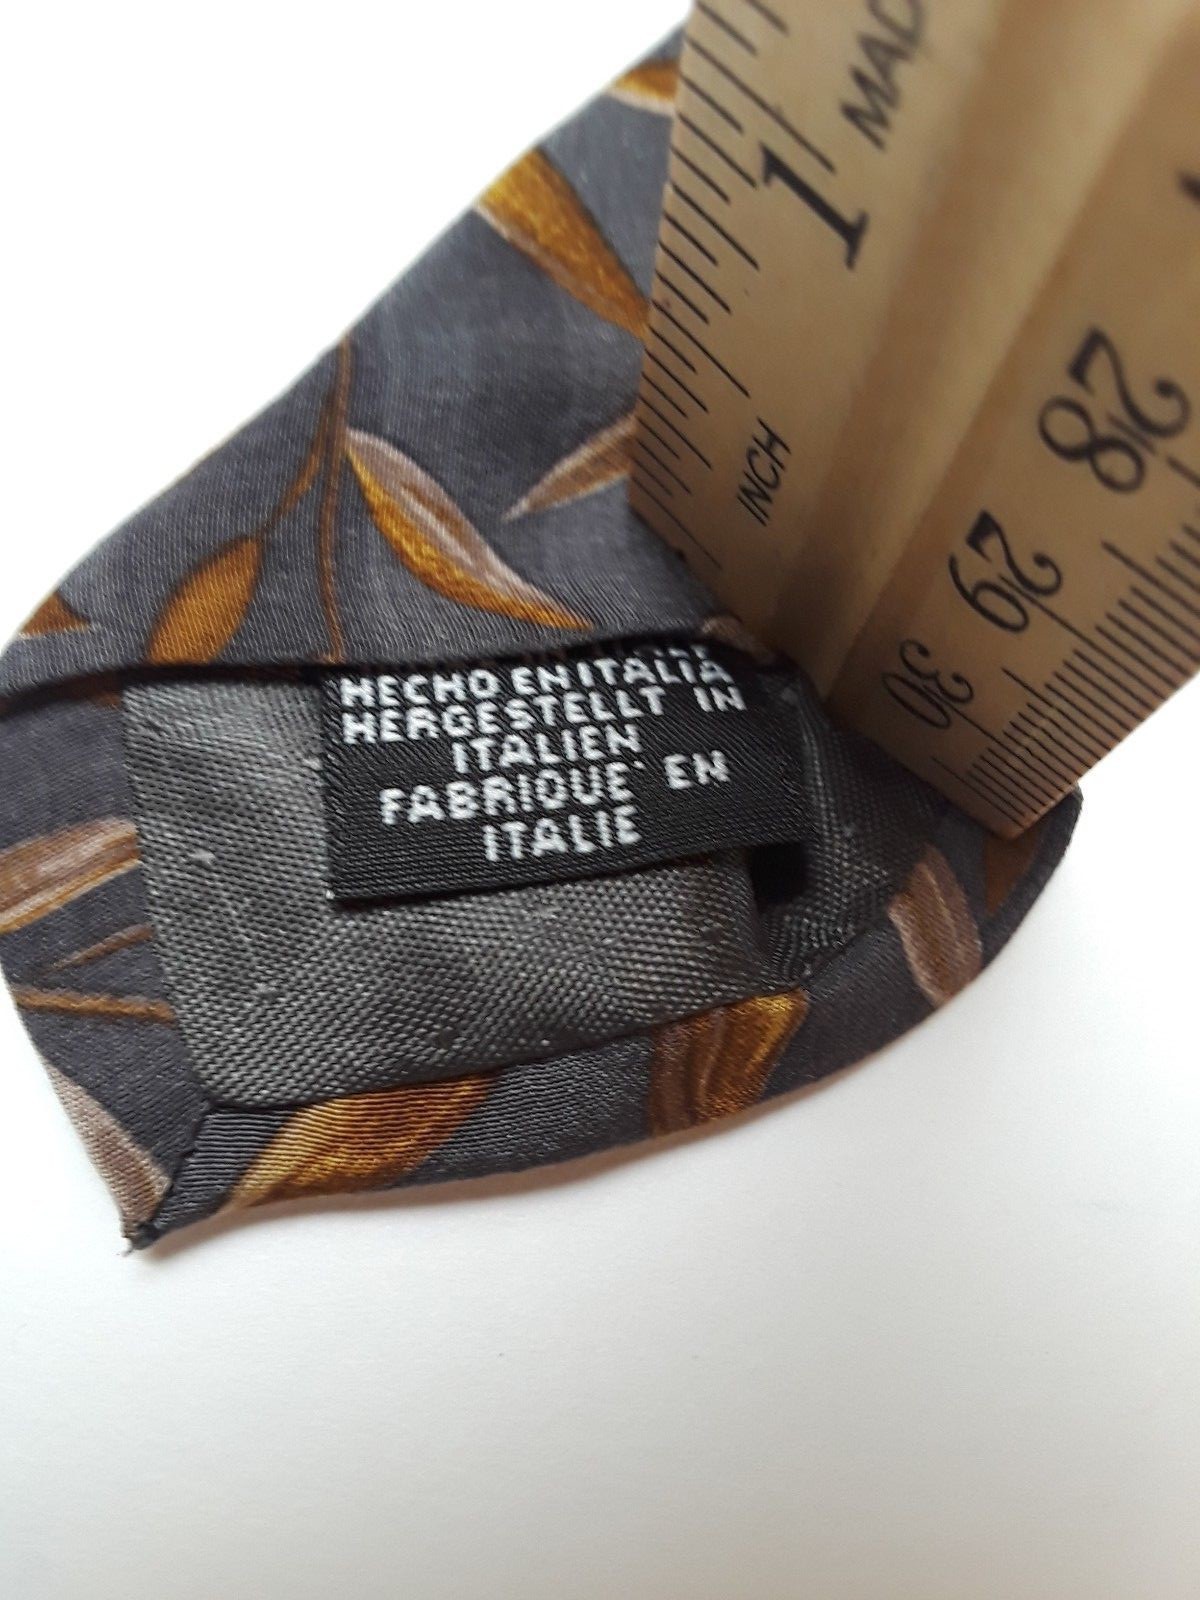 HECHO EN ITALIA
HERGESTELLT IN
ITALIEN
FABRIQUE EN
ITALIE
1
INCH
28
29
30